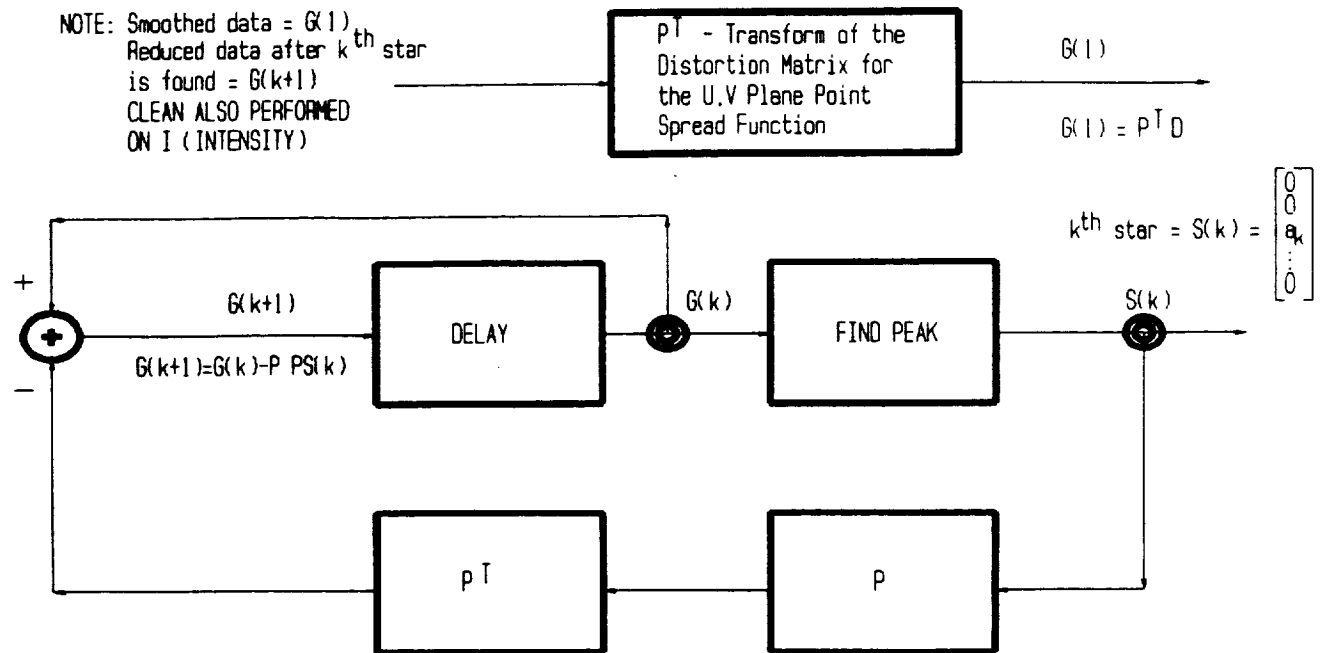 NOTE: Smoothed data = G(1)
Reduced data after k th star
is found = G(k+1)
CLEAN ALSO PERFORMED
ON I (INTENSITY)
P T - Transform of the
Distortion Matrix for
the U.V Plane Point
Spread Function
G(1)
G(1) = P T D
k th star = S(k) = [0 0 a k : 0]
+
+
−
G(k+1)
G(k+1)=G(k)-P PS(k)
DELAY
G(k)
FIND PEAK
S(k)
P T
P